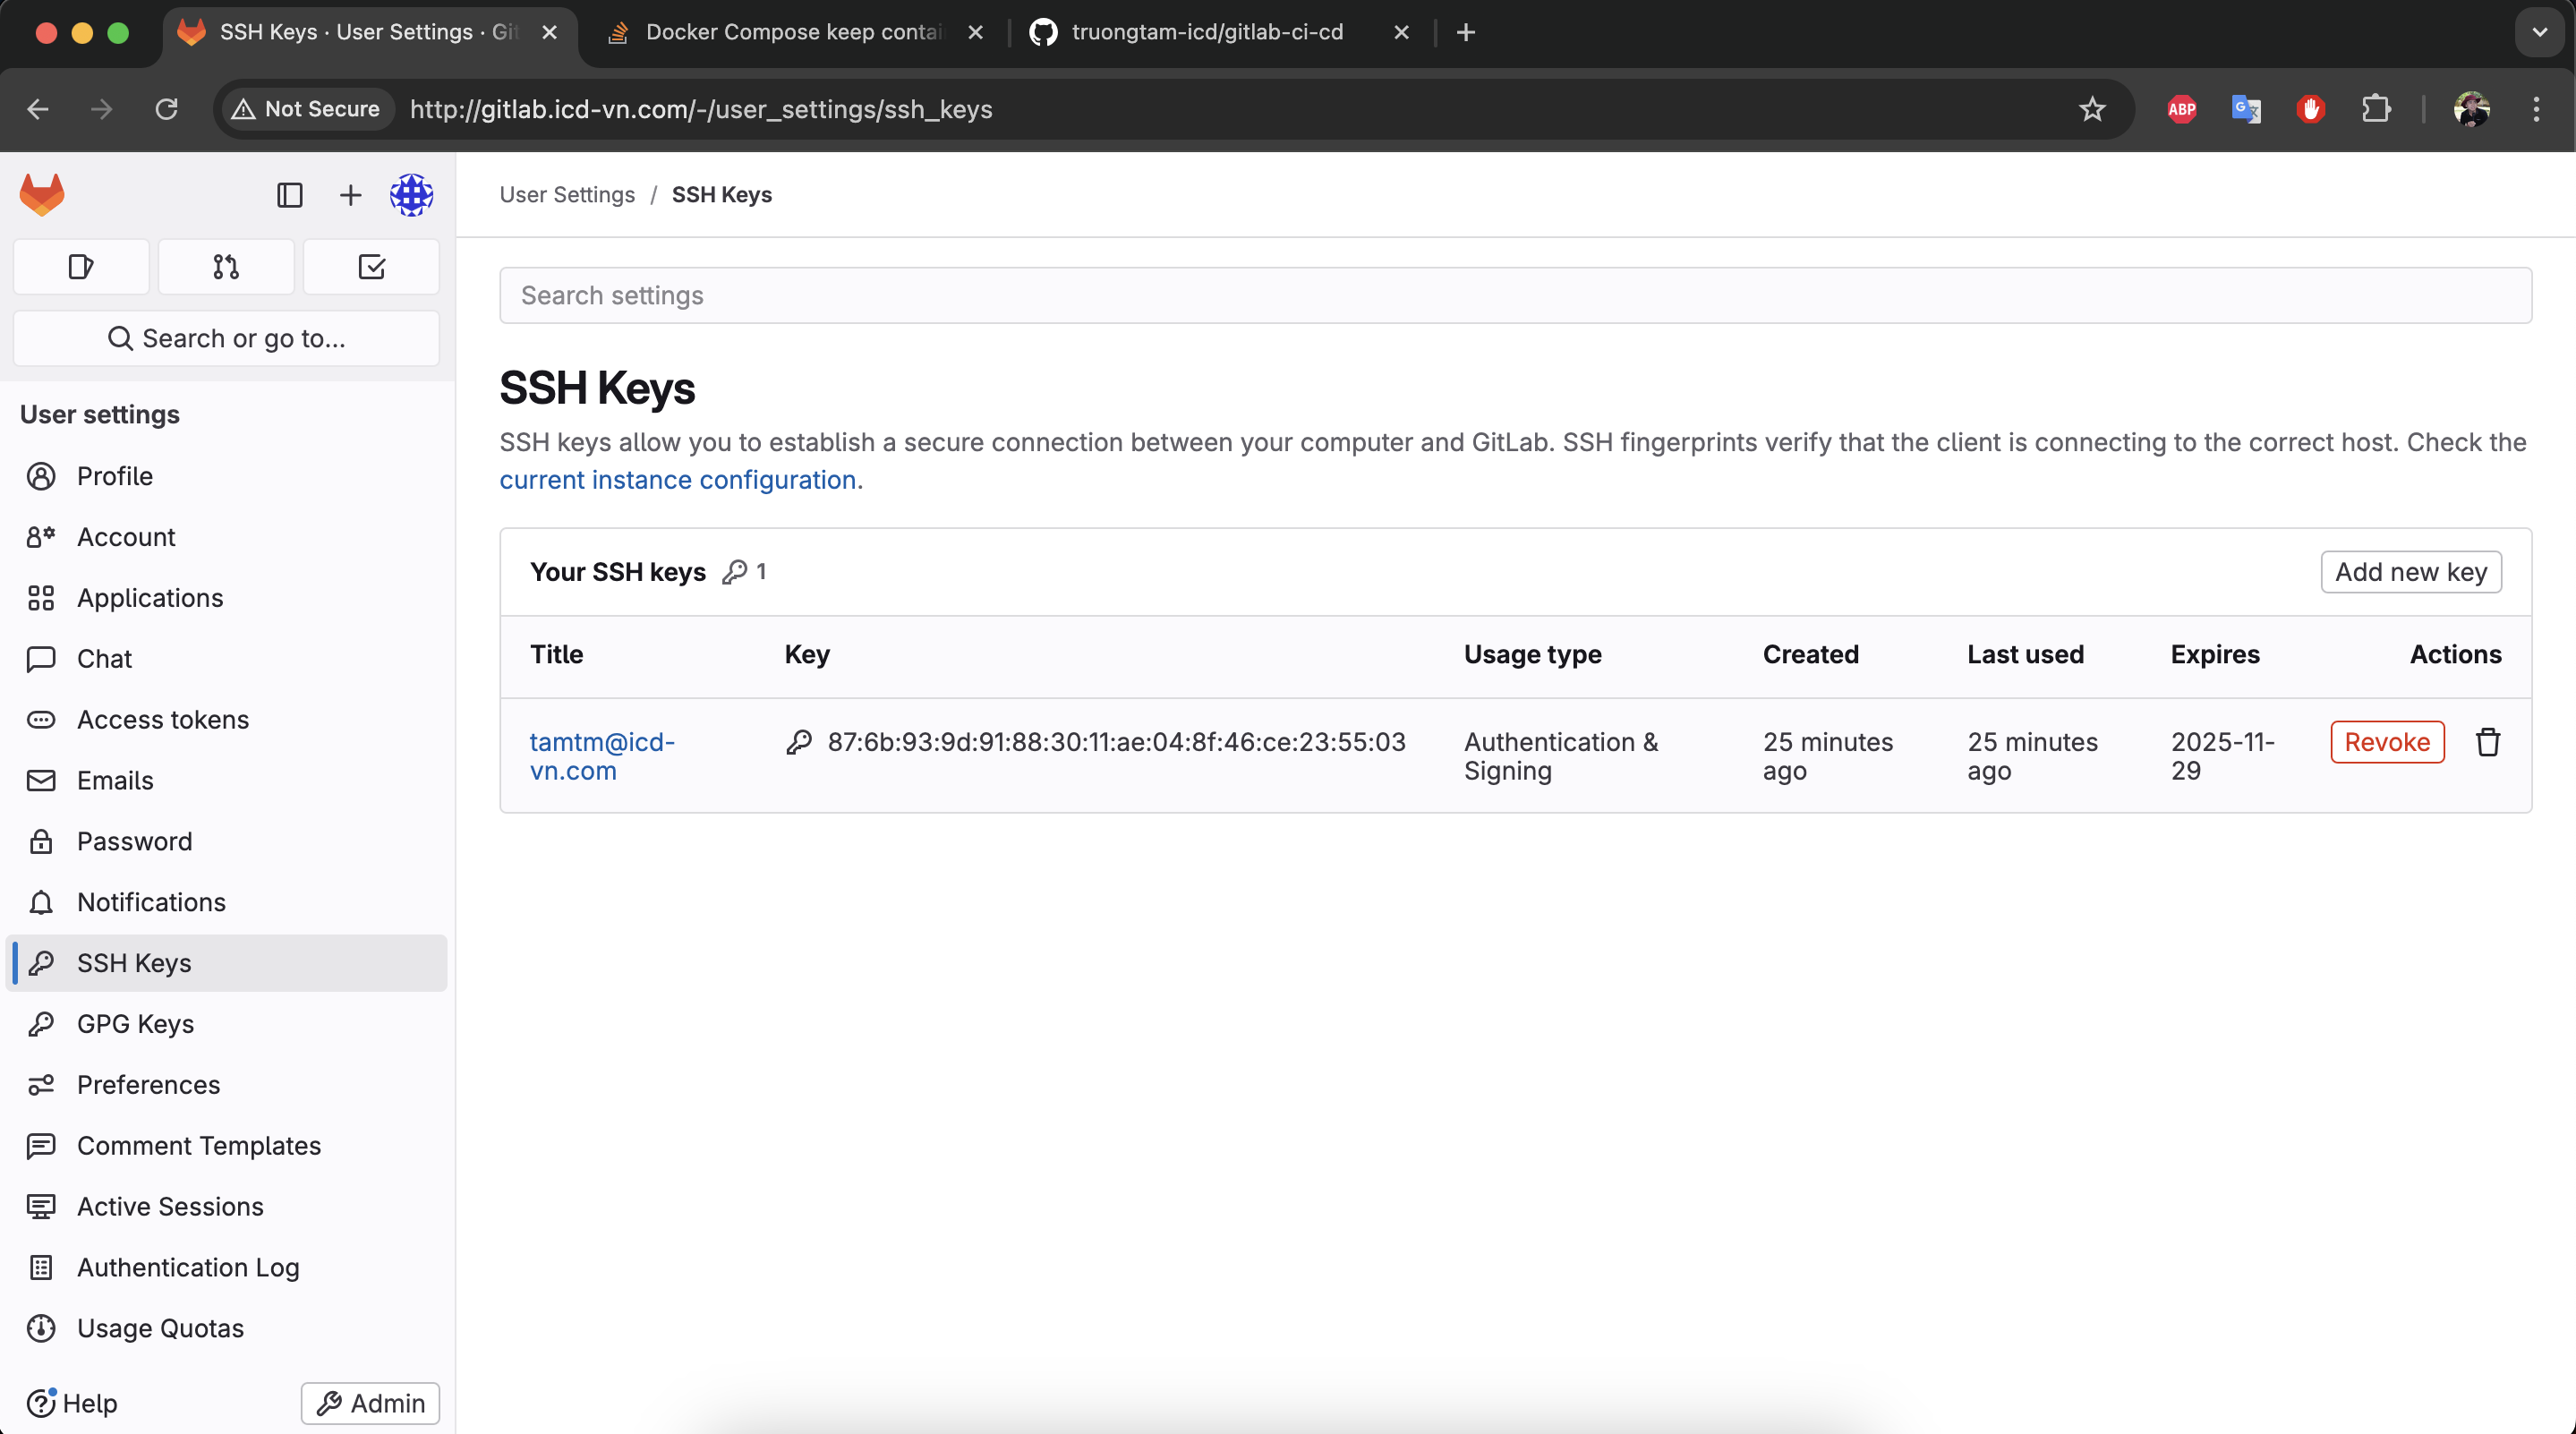 SSH Keys · User Settings · Git
Docker Compose keep contai
truongtam-icd/gitlab-ci-cd
Not Secure
http://gitlab.icd-vn.com/-/user_settings/ssh_keys
ABP
User Settings / SSH Keys
Search or go to...
Search settings
User settings
Profile
Account
Applications
Chat
Access tokens
Emails
Password
Notifications
SSH Keys
GPG Keys
Preferences
Comment Templates
Active Sessions
Authentication Log
Usage Quotas
Help
Admin
SSH Keys
SSH keys allow you to establish a secure connection between your computer and GitLab. SSH fingerprints verify that the client is connecting to the correct host. Check the
current instance configuration.
Your SSH keys 1
Add new key
Title Key Usage type Created Last used Expires Actions
tamtm@icd-
vn.com
87:6b:93:9d:91:88:30:11:ae:04:8f:46:ce:23:55:03
Authentication &
Signing
25 minutes
ago
25 minutes
ago
2025-11-
29
Revoke